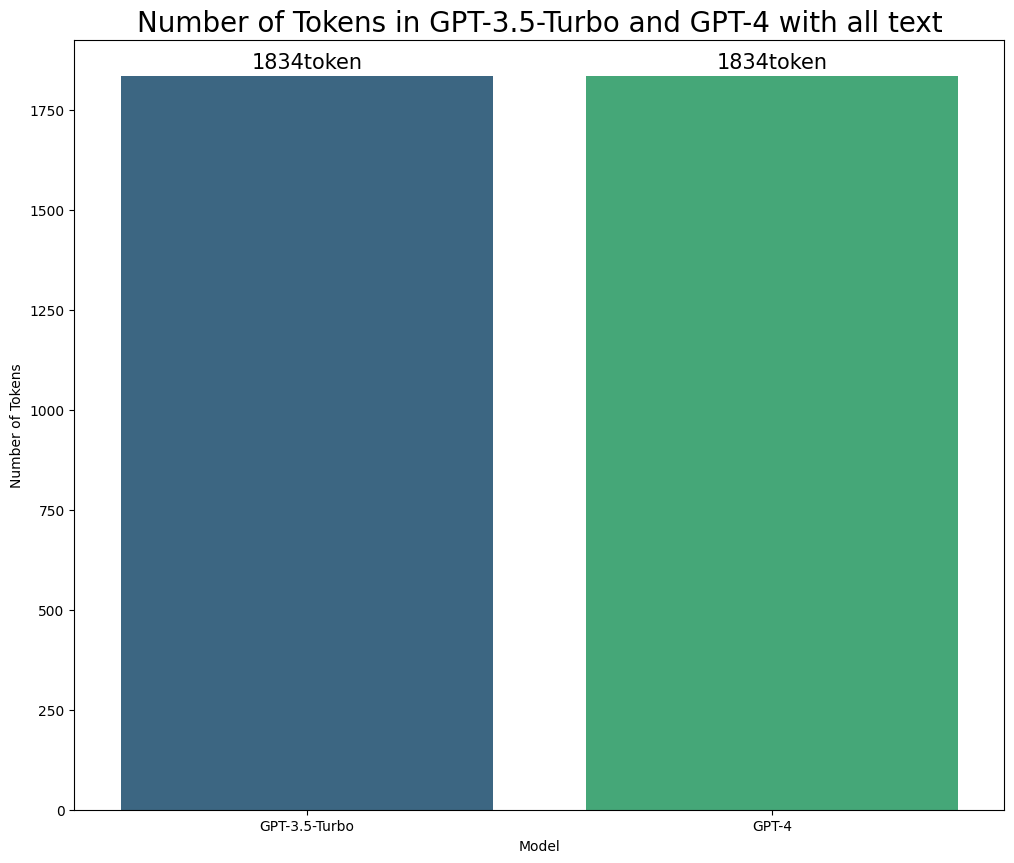 Number of Tokens in GPT-3.5-Turbo and GPT-4 with all text
1834token 1834token
1750
1500
1250
1000
750
500
250
0
Number of Tokens
GPT-3.5-Turbo GPT-4
Model